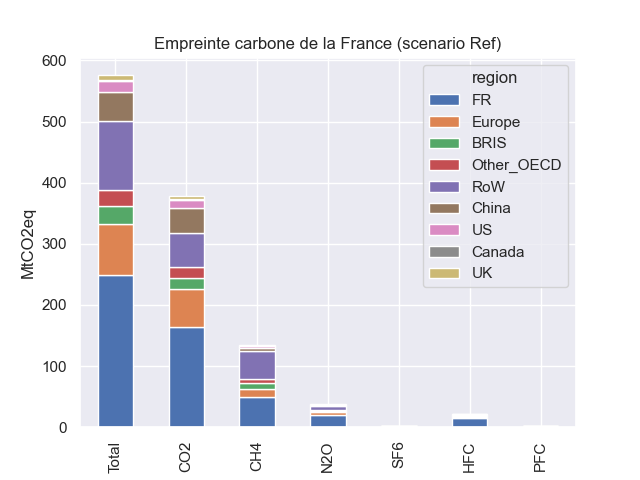 Empreinte carbone de la France (scenario Ref)
MtCO2eq
600
500
400
300
200
100
0
region
FR
Europe
BRIS
Other_OECD
RoW
China
US
Canada
UK
Total
CO2
CH4
N2O
SF6
HFC
PFC